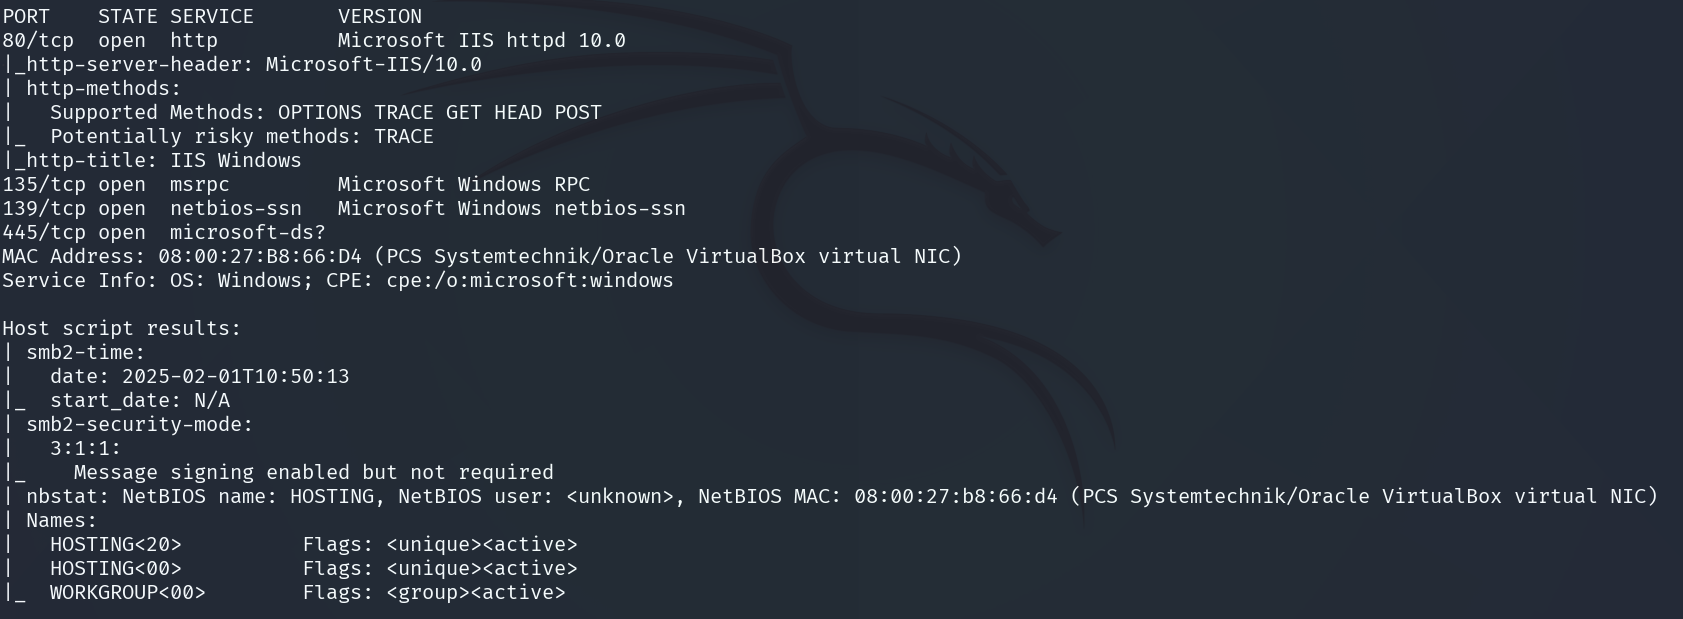 PORT    STATE SERVICE       VERSION
80/tcp  open  http          Microsoft IIS httpd 10.0
|_http-server-header: Microsoft-IIS/10.0
| http-methods:
|   Supported Methods: OPTIONS TRACE GET HEAD POST
|_  Potentially risky methods: TRACE
|_http-title: IIS Windows
135/tcp open  msrpc         Microsoft Windows RPC
139/tcp open  netbios-ssn   Microsoft Windows netbios-ssn
445/tcp open  microsoft-ds?
MAC Address: 08:00:27:B8:66:D4 (PCS Systemtechnik/Oracle VirtualBox virtual NIC)
Service Info: OS: Windows; CPE: cpe:/o:microsoft:windows

Host script results:
| smb2-time:
|   date: 2025-02-01T10:50:13
|_  start_date: N/A
| smb2-security-mode:
|   3:1:1:
|_    Message signing enabled but not required
| nbstat: NetBIOS name: HOSTING, NetBIOS user: <unknown>, NetBIOS MAC: 08:00:27:b8:66:d4 (PCS Systemtechnik/Oracle VirtualBox virtual NIC)
| Names:
|   HOSTING<20>          Flags: <unique><active>
|   HOSTING<00>          Flags: <unique><active>
|_  WORKGROUP<00>        Flags: <group><active>